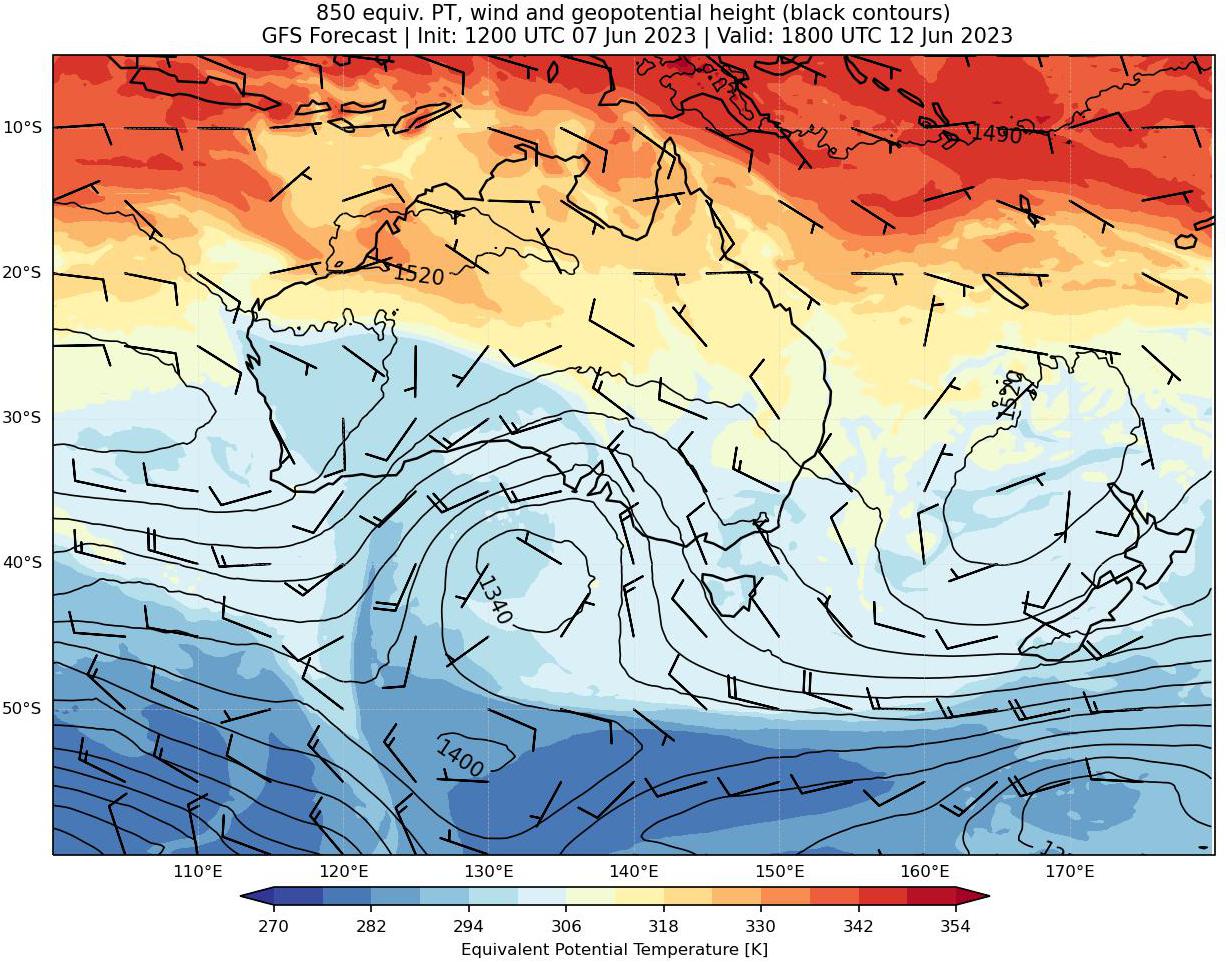 850 equiv. PT, wind and geopotential height (black contours)
GFS Forecast | Init: 1200 UTC 07 Jun 2023 | Valid: 1800 UTC 12 Jun 2023
10°S
1490
20°S
1520
30°S
40°S
1340
50°S
1400
110°E 120°E 130°E 140°E 150°E 160°E 170°E
270 282 294 306 318 330 342 354
Equivalent Potential Temperature [K]